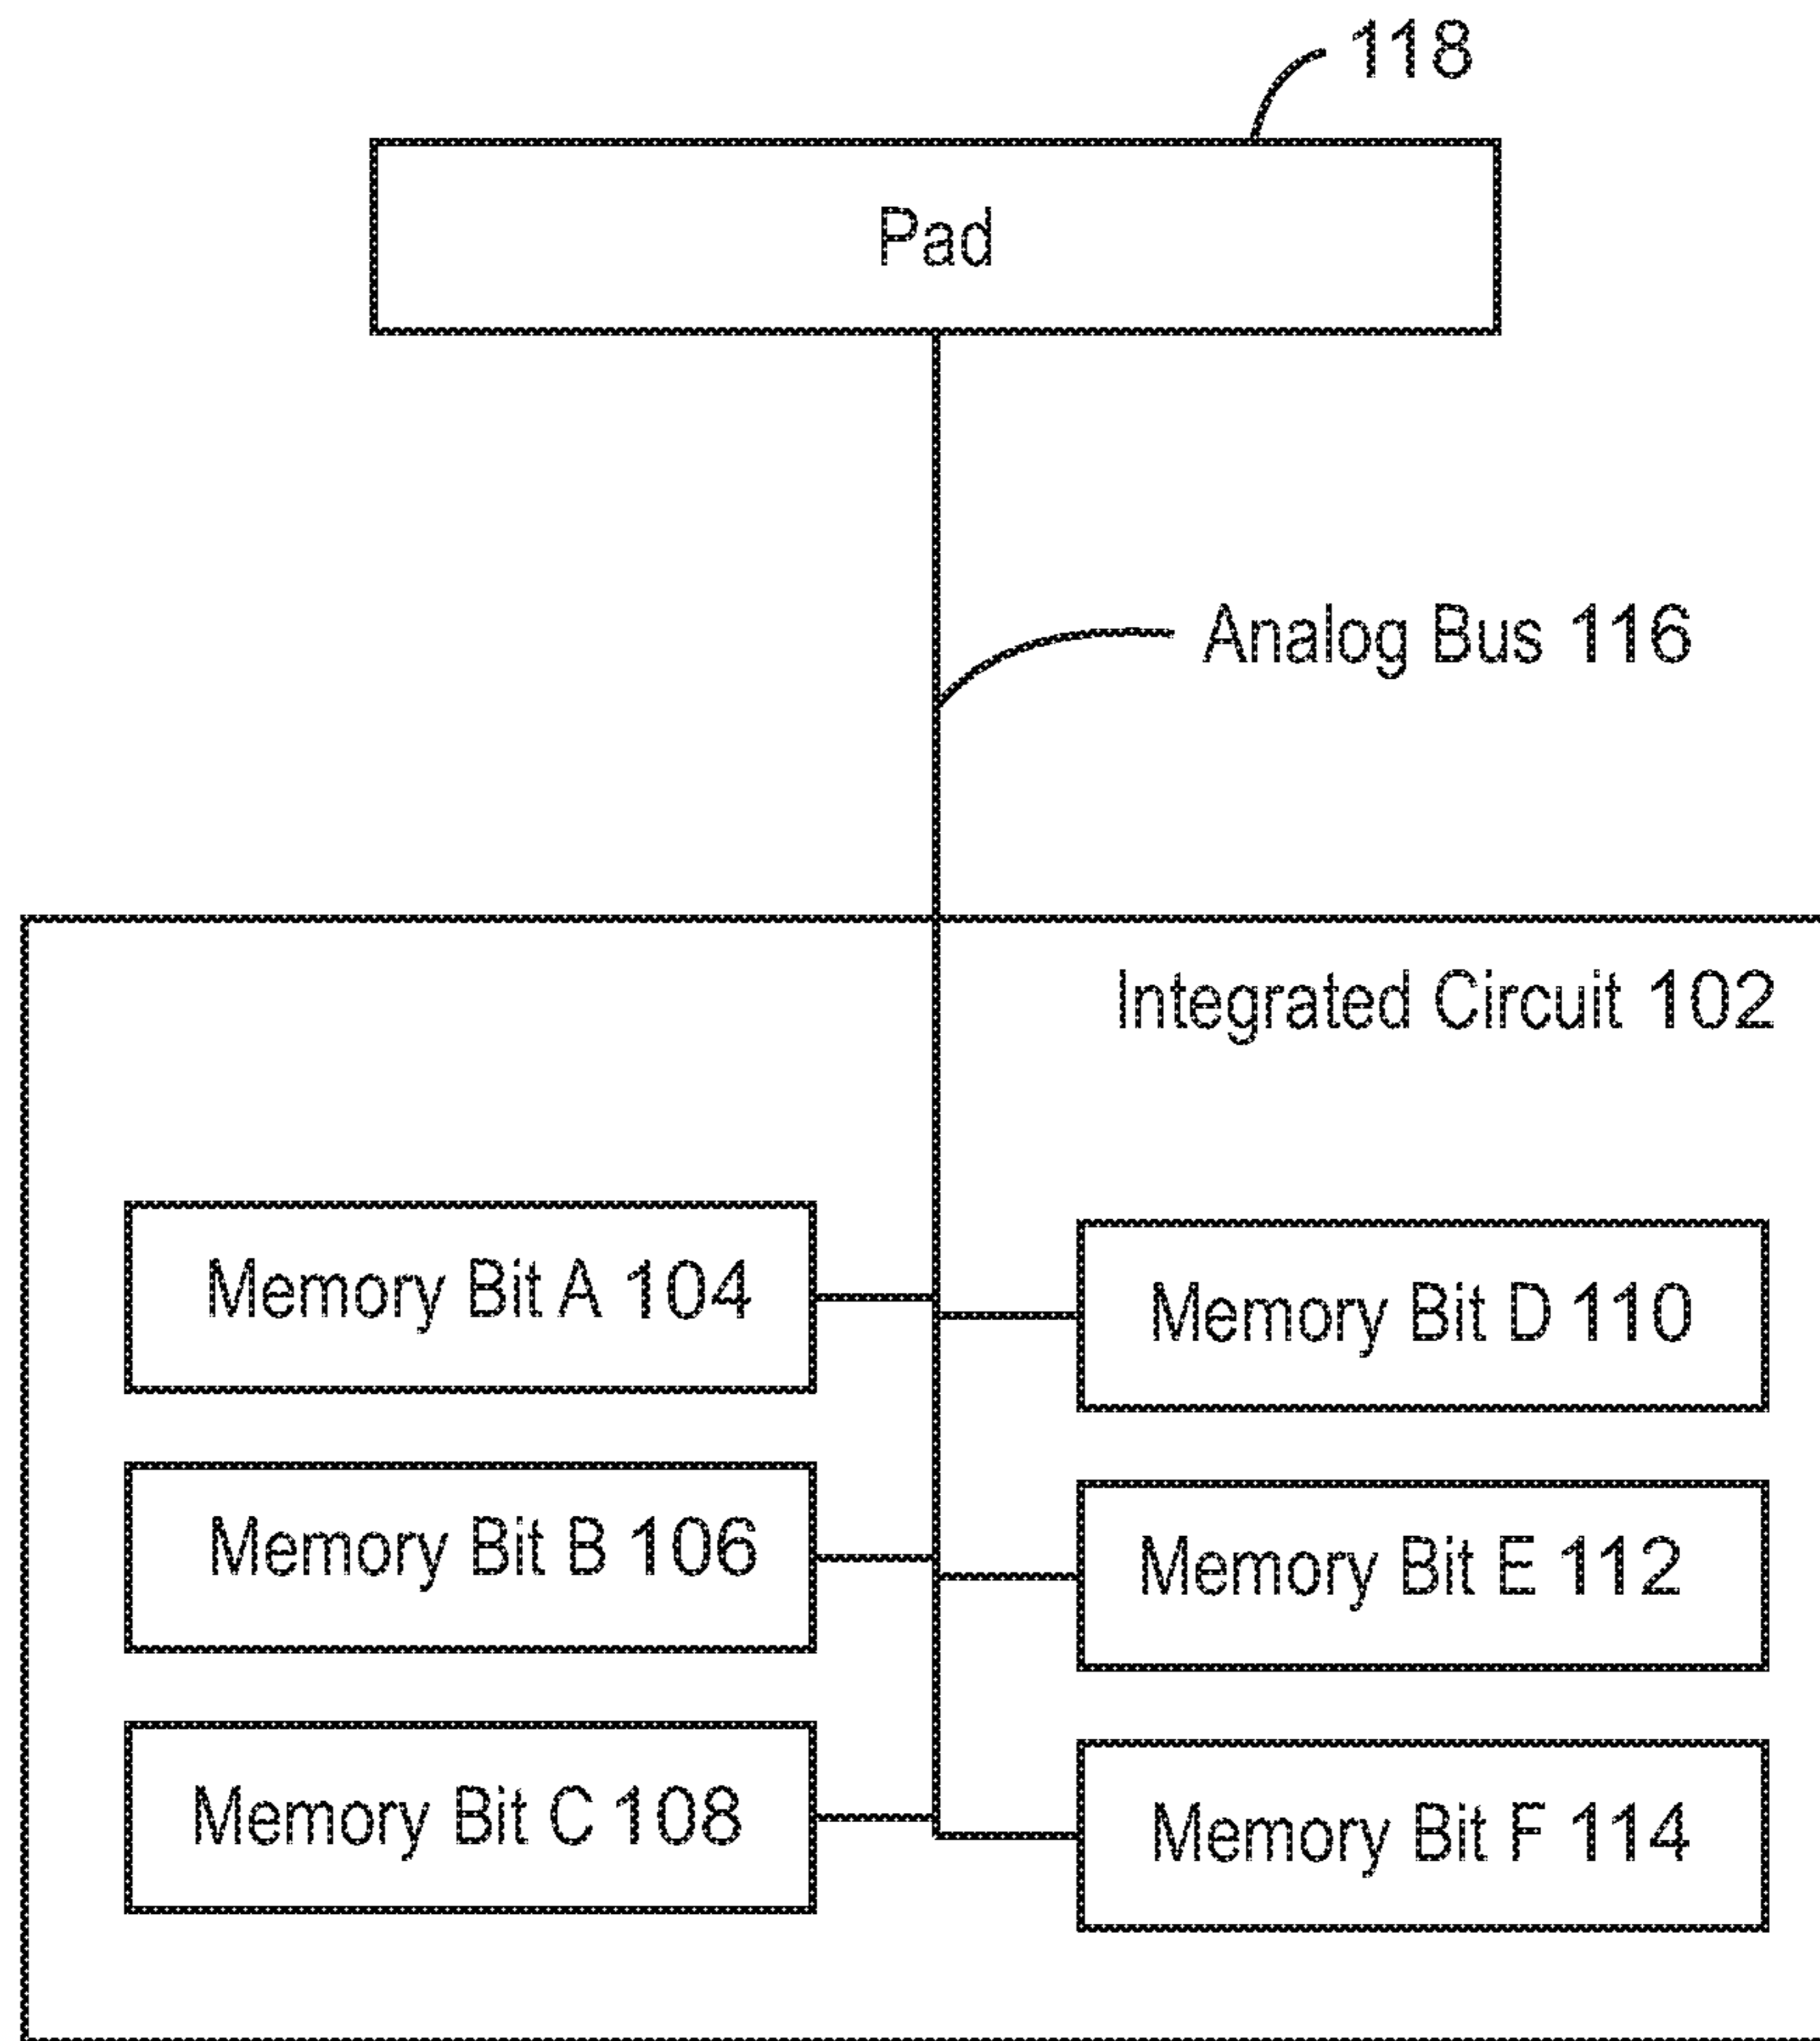 118
Pad
Analog Bus 116
Integrated Circuit 102
Memory Bit A 104
Memory Bit D 110
Memory Bit B 106
Memory Bit E 112
Memory Bit C 108
Memory Bit F 114